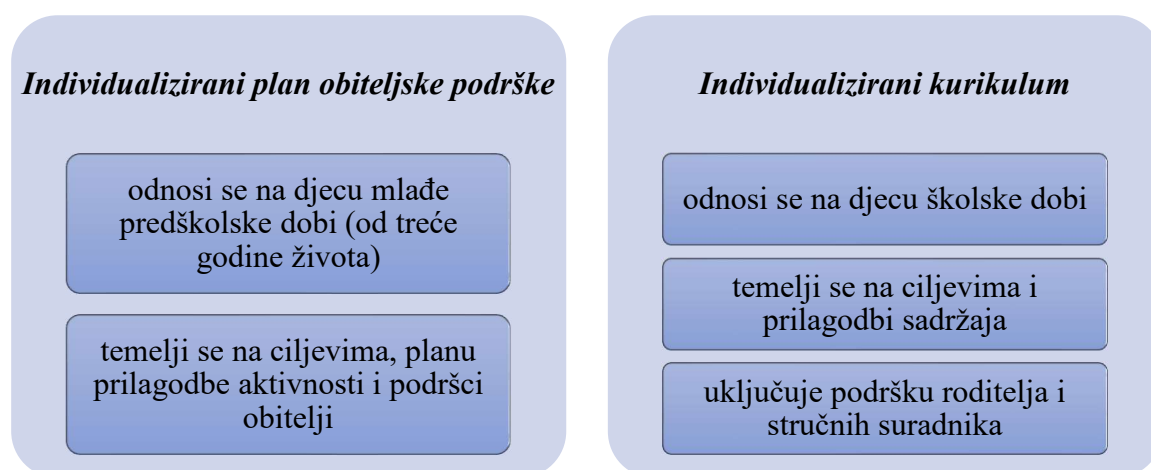 Individualizirani plan obiteljske podrške
odnosi se na djecu mlađe
predškolske dobi (od treće
godine života)
temelji se na ciljevima, planu
prilagodbe aktivnosti i podršci
obitelji
Individualizirani kurikulum
odnosi se na djecu školske dobi
temelji se na ciljevima i
prilagodbi sadržaja
uključuje podršku roditelja i
stručnih suradnika